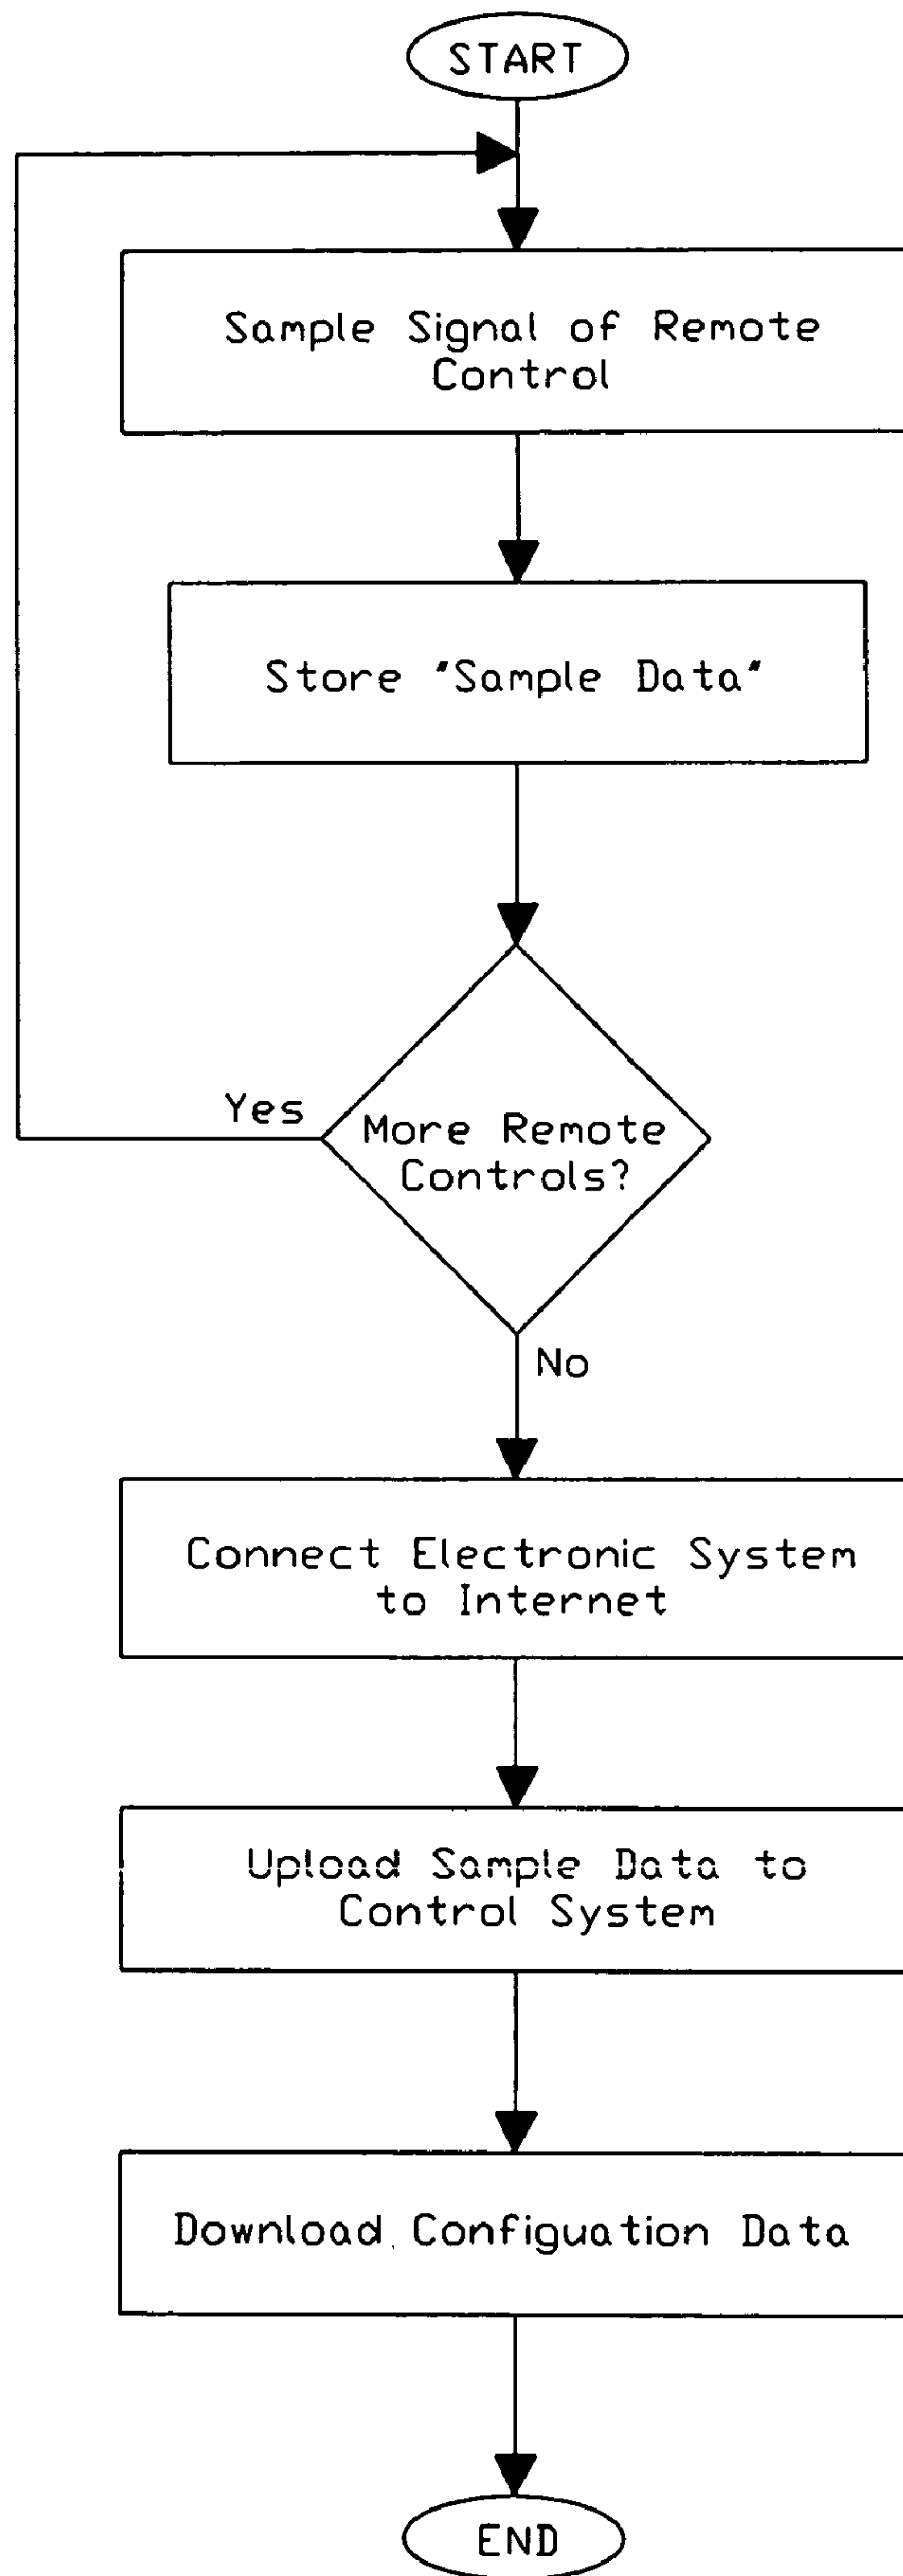 START
Sample Signal of Remote
Control
Store "Sample Data"
Yes
More Remote
Controls?
No
Connect Electronic System
to Internet
Upload Sample Data to
Control System
Download Configuation Data
END